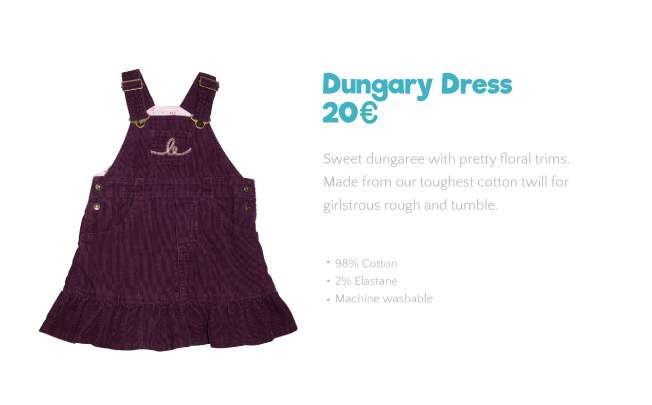 Dungary Dress
20€
Sweet dungaree with pretty floral trims.
Made from our toughest cotton twill for
girlstrous rough and tumble.
• 98% Cotton
• 2% Elastane
• Machine washable